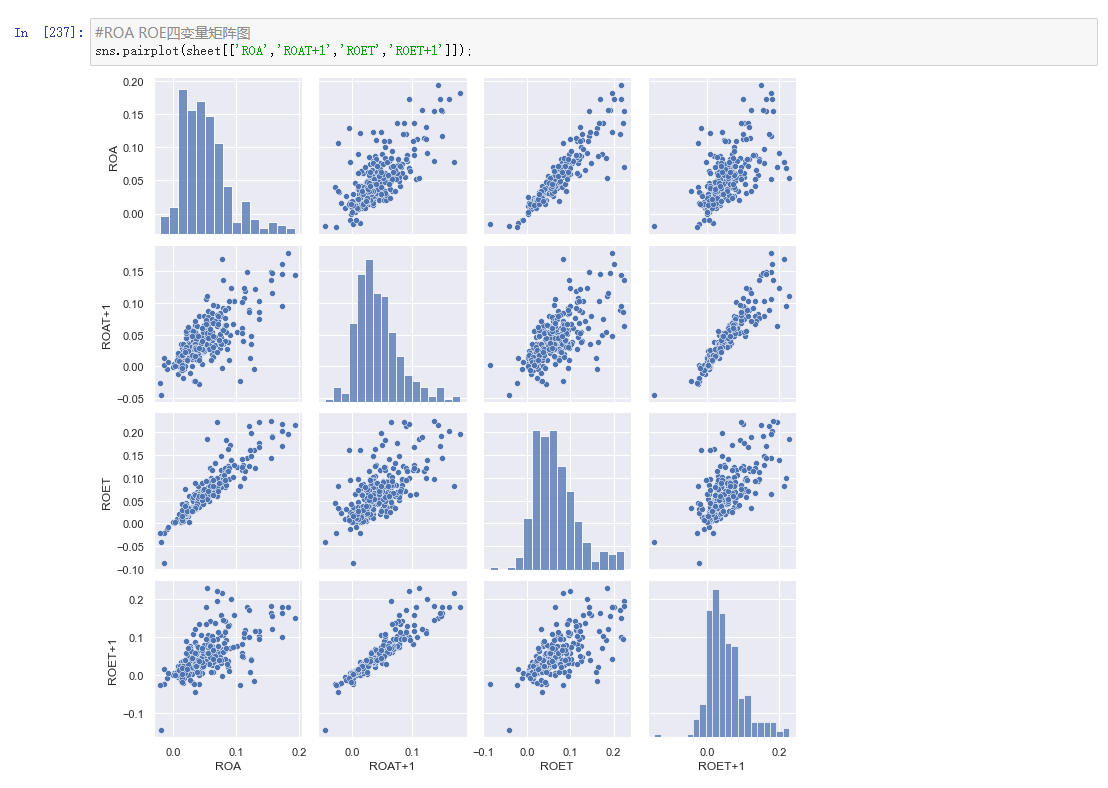 In [237]:
#ROA ROE四变量矩阵图
sns.pairplot(sheet[['ROA','ROAT+1','ROET','ROET+1']]);
0.20
0.15
0.10
0.05
0.00
ROA
0.15
0.10
0.05
0.00
−0.05
ROAT+1
0.20
0.15
0.10
0.05
0.00
−0.05
−0.10
ROET
0.2
0.1
0.0
−0.1
ROET+1
0.0 0.1 0.2
ROA
0.0 0.1
ROAT+1
−0.1 0.0 0.1 0.2
ROET
0.0 0.2
ROET+1